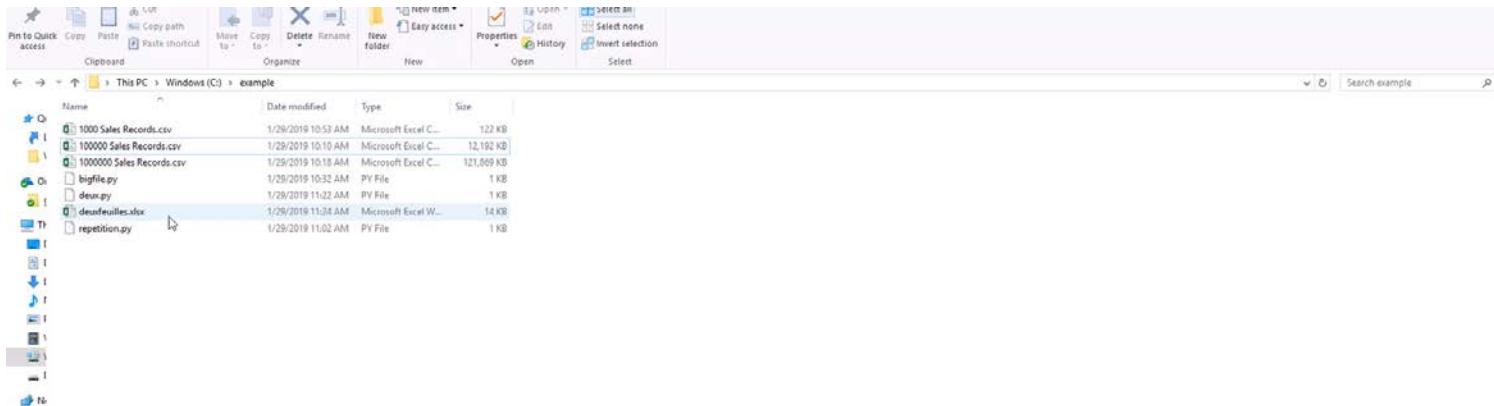 Cut
New item
Open
Select all
Copy path
Easy access
Edit
Select none
Pin to Quick access
Copy
Paste
Paste shortcut
Move to
Copy to
Delete
Rename
New folder
Properties
History
Invert selection
Clipboard
Organize
New
Open
Select
This PC > Windows (C:) > example
Search example
Name Date modified Type Size
1000 Sales Records.csv 1/29/2019 10:53 AM Microsoft Excel C... 122 KB
100000 Sales Records.csv 1/29/2019 10:10 AM Microsoft Excel C... 12,192 KB
1000000 Sales Records.csv 1/29/2019 10:18 AM Microsoft Excel C... 121,869 KB
bigfile.py 1/29/2019 10:32 AM PY File 1 KB
deux.py 1/29/2019 11:22 AM PY File 1 KB
deuxfeuilles.xlsx 1/29/2019 11:24 AM Microsoft Excel W... 14 KB
repetition.py 1/29/2019 11:02 AM PY File 1 KB